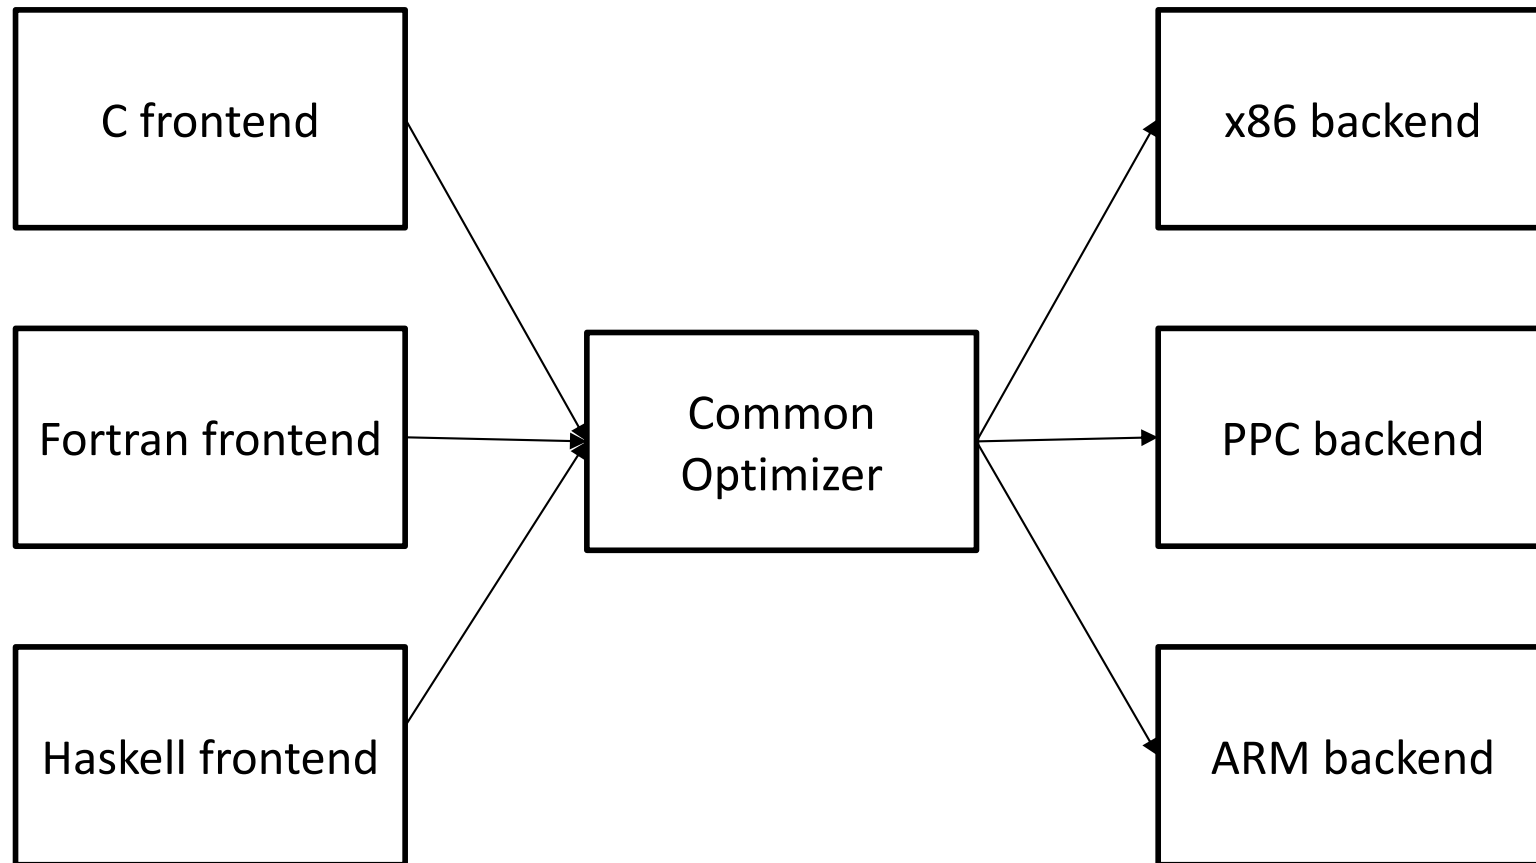 C frontend
Fortran frontend
Haskell frontend
Common
Optimizer
x86 backend
PPC backend
ARM backend